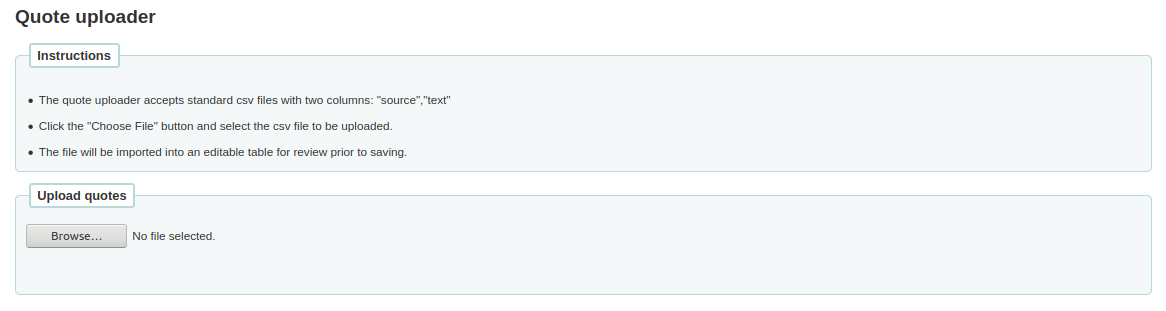 Quote uploader
Instructions
• The quote uploader accepts standard csv files with two columns: "source","text"
• Click the "Choose File" button and select the csv file to be uploaded.
• The file will be imported into an editable table for review prior to saving.
Upload quotes
Browse... No file selected.